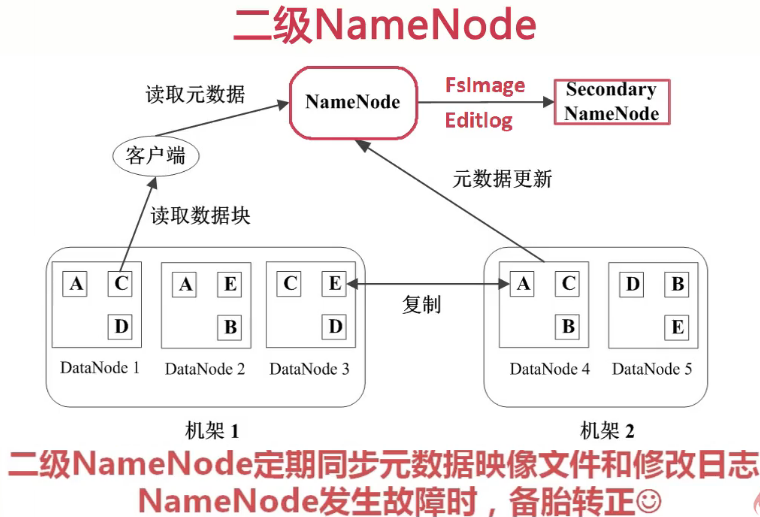 二级NameNode
读取元数据
NameNode
FsImage
Editlog
Secondary
NameNode
客户端
元数据更新
读取数据块
A C
D
A E
B
C E
D
复制
A C
B
D B
E
DataNode 1
DataNode 2
DataNode 3
DataNode 4
DataNode 5
机架 1
机架 2
二级NameNode定期同步元数据映像文件和修改日志
NameNode发生故障时，备胎转正☺